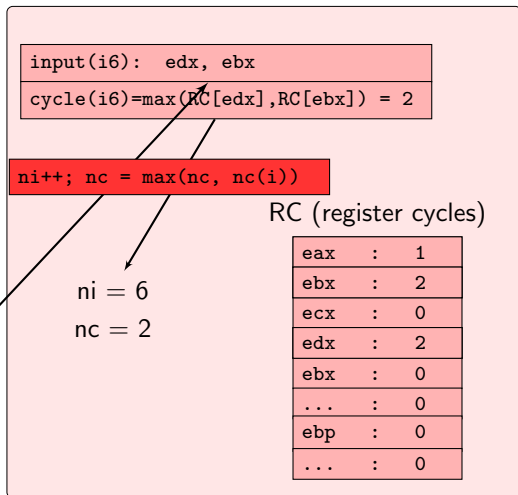 input(i6): edx, ebx
cycle(i6)=max(RC[edx],RC[ebx]) = 2
ni++; nc = max(nc, nc(i))
RC (register cycles)
eax : 1
ebx : 2
ecx : 0
edx : 2
ebx : 0
... : 0
ebp : 0
... : 0
ni = 6
nc = 2